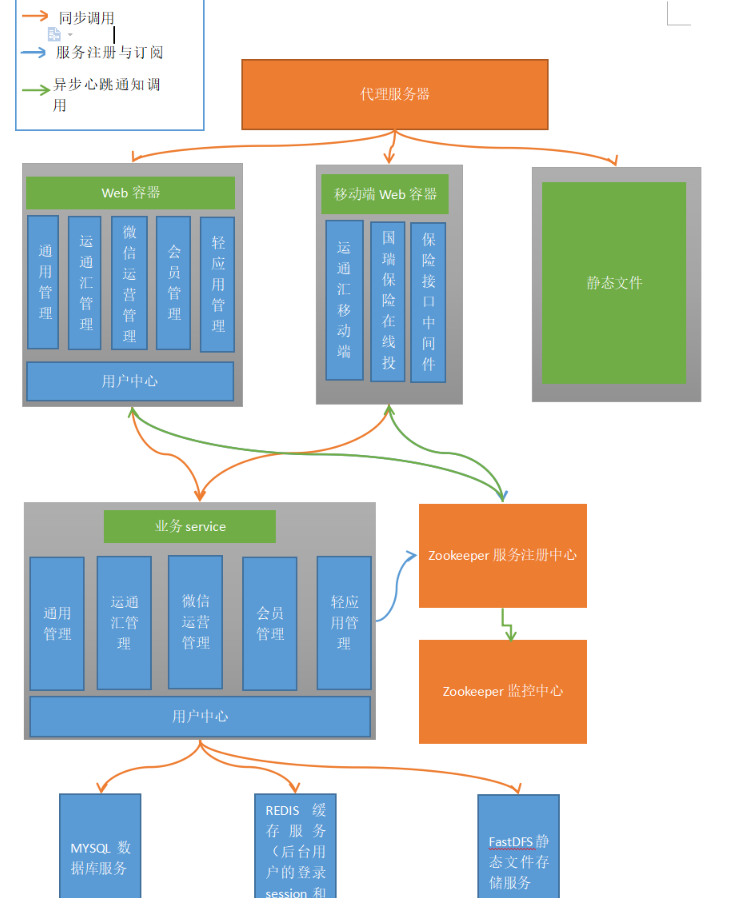 同步调用
服务注册与订阅
异步心跳通知调
用
代理服务器
Web 容器
通
用
管
理
运
通
汇
管
理
微
信
运
营
管
理
会
员
管
理
轻
应
用
管
理
用户中心
移动端 Web 容器
运
通
汇
移
动
端
国
瑞
保
险
在
线
投
保
险
接
口
中
间
件
静态文件
业务 service
通用
管理
运通
汇管
理
微信
运营
管理
会员
管理
轻应
用管
理
用户中心
Zookeeper 服务注册中心
Zookeeper 监控中心
MYSQL 数
据库服务
REDIS 缓
存服务
（后台用
户的登录
session 和
FastDFS 静
态文件存
储服务